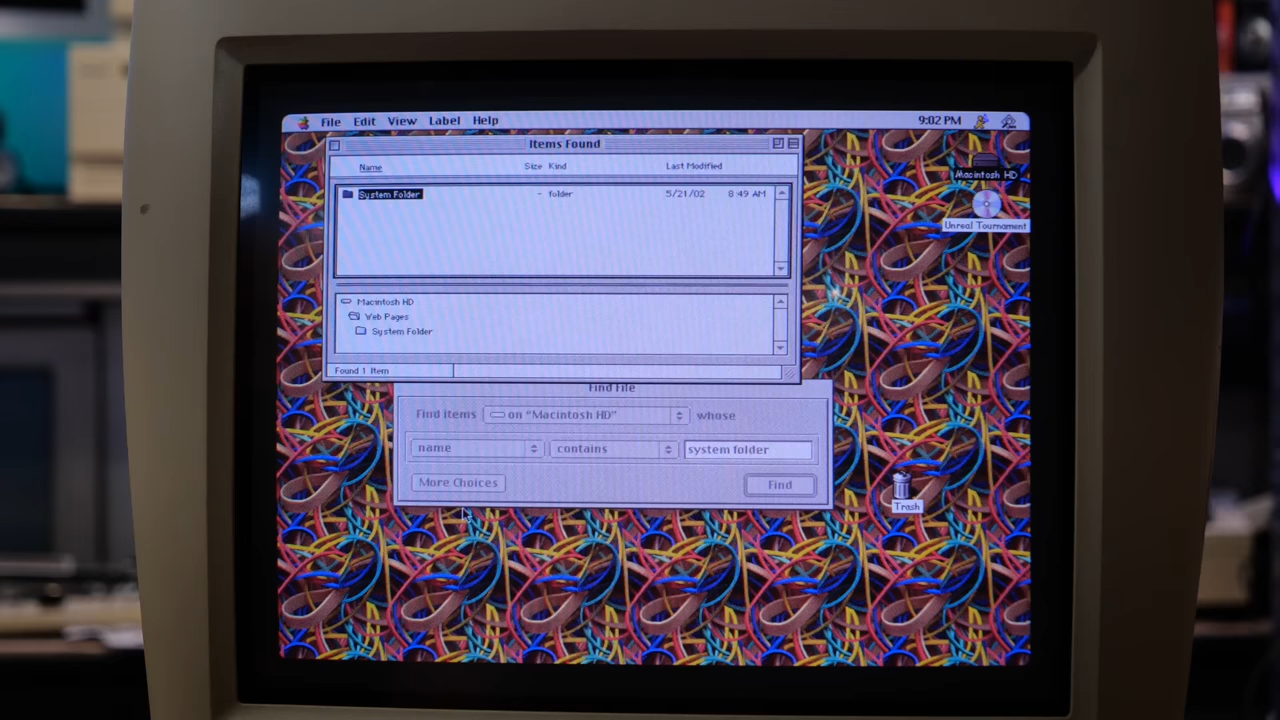 File Edit View Label Help 9:02 PM
Items Found
Name Size Kind Last Modified
System Folder - folder 5/21/02 8:49 AM
Macintosh HD
Unreal Tournament
Macintosh HD
Web Pages
System Folder
Found 1 Item
Find File
Find items on "Macintosh HD" whose
name contains system folder
More Choices Find
Trash